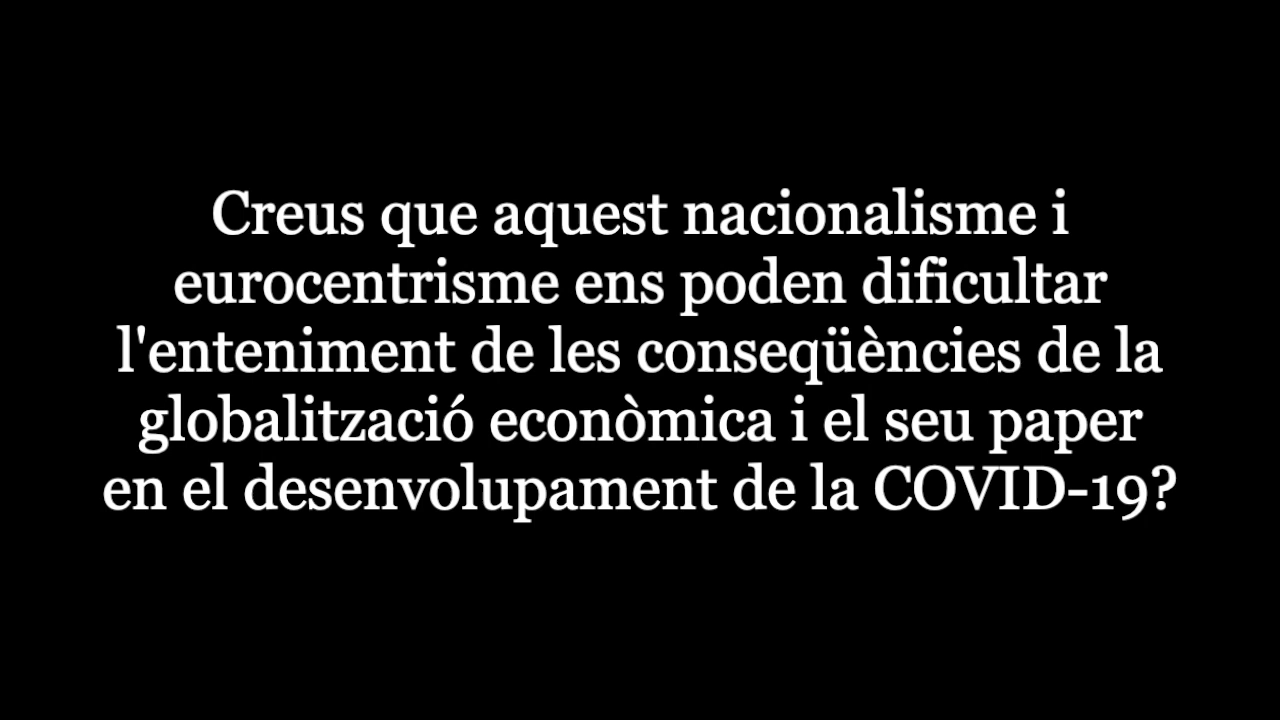 Creus que aquest nacionalisme i
eurocentrisme ens poden dificultar
l'enteniment de les conseqüències de la
globalització econòmica i el seu paper
en el desenvolupament de la COVID-19?